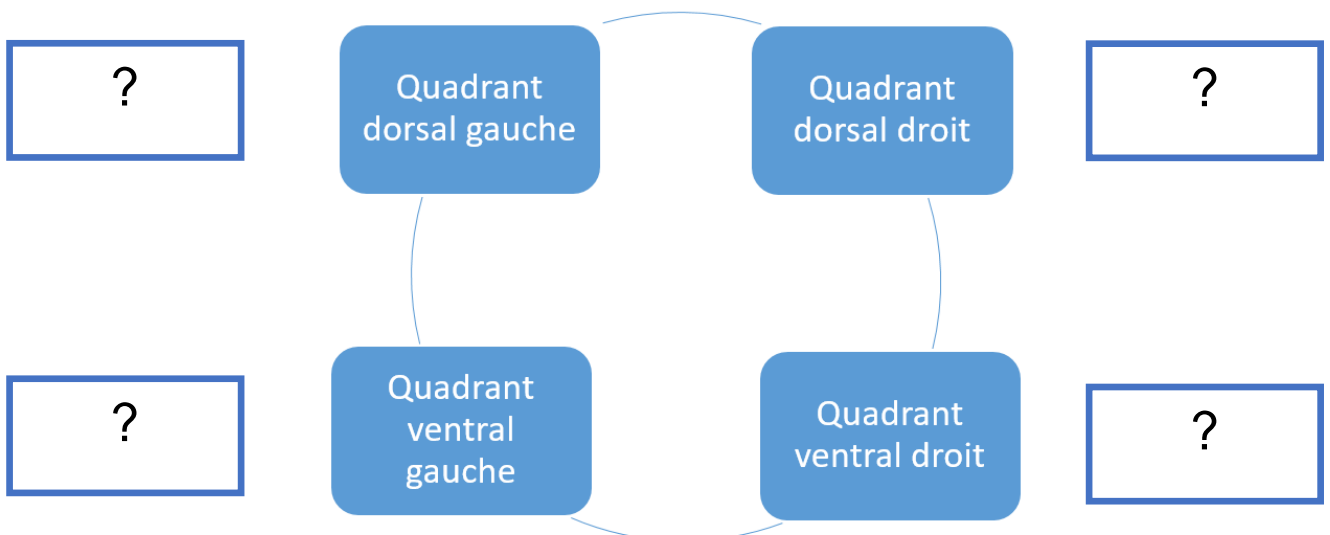 ?
Quadrant
dorsal gauche
Quadrant
dorsal droit
?
?
Quadrant
ventral
gauche
Quadrant
ventral droit
?